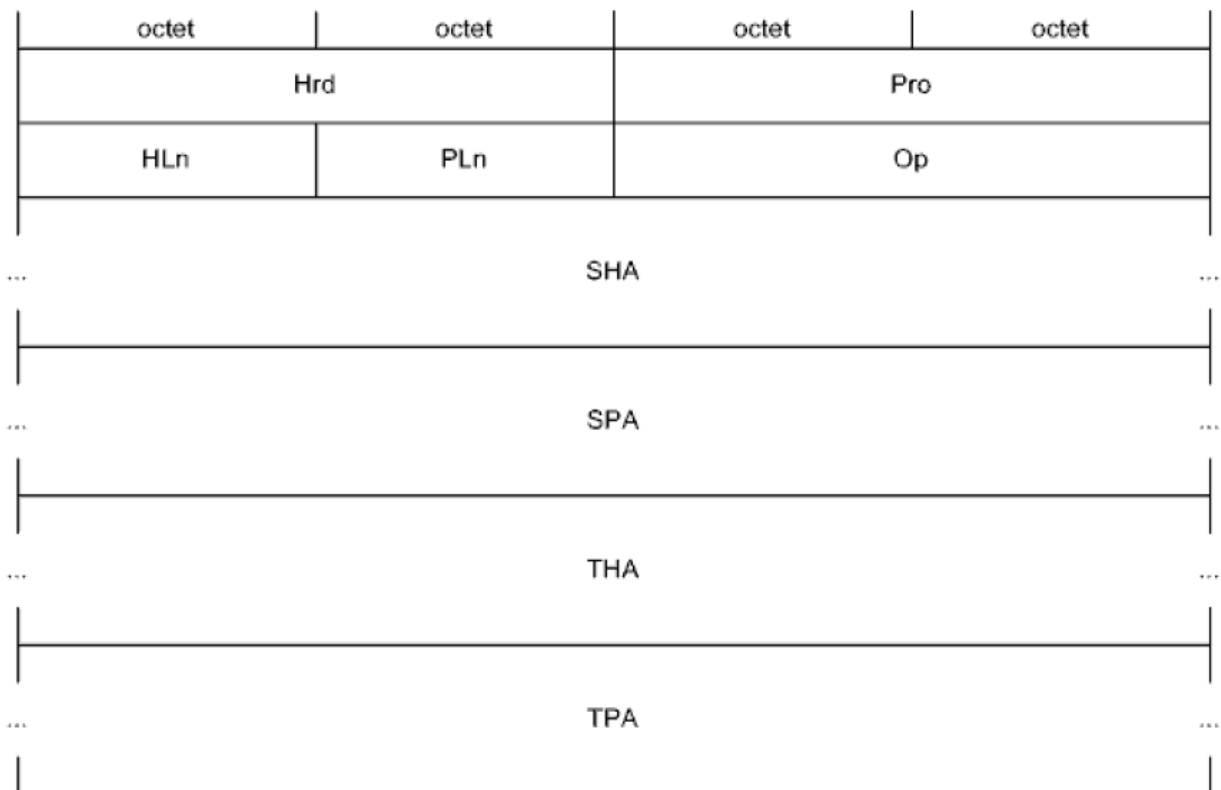 octet octet octet octet
Hrd Pro
HLn PLn Op
... SHA ...
... SPA ...
... THA ...
... TPA ...